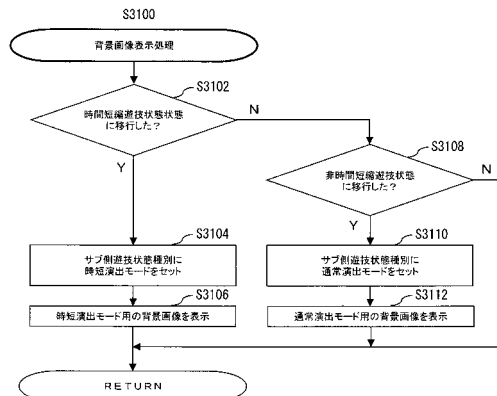 S3100
背景画像表示処理
S3102
時間短縮遊技状態状態
に移行した?
N
Y
S3108
非時間短縮遊技状態
に移行した?
N
Y
S3104
サブ側遊技状態種別に
時短演出モードをセット
S3110
サブ側遊技状態種別に
通常演出モードをセット
S3106
時短演出モード用の背景画像を表示
S3112
通常演出モード用の背景画像を表示
RETURN